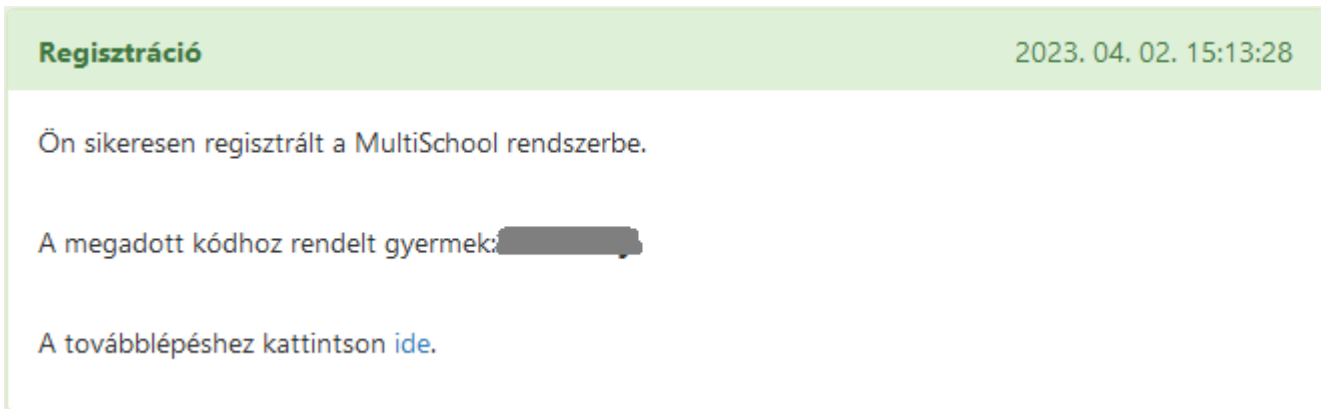 Regisztráció 2023. 04. 02. 15:13:28
Ön sikeresen regisztrált a MultiSchool rendszerbe.
A megadott kódhoz rendelt gyermek:
A továbblépéshez kattintson ide.